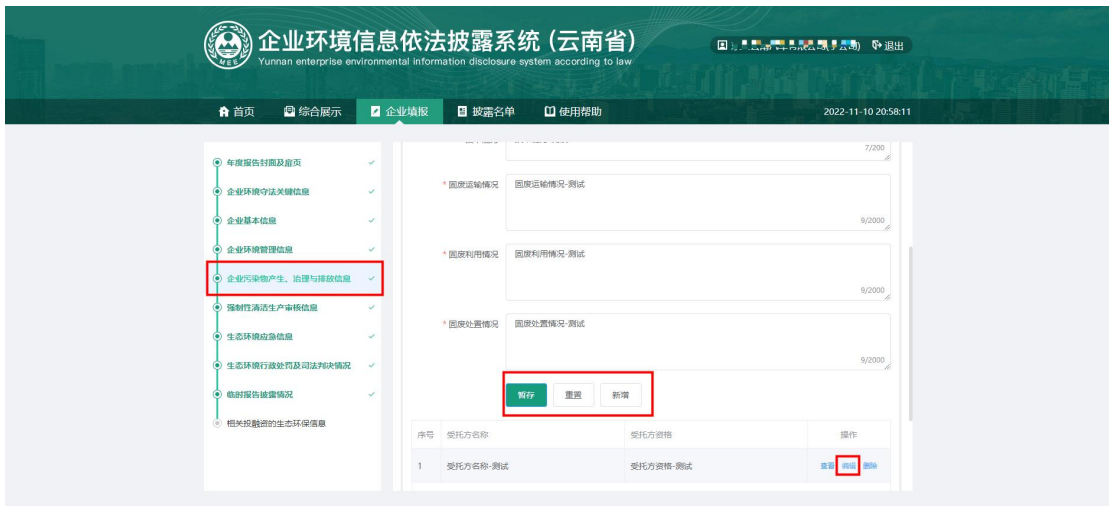 企业环境信息依法披露系统 (云南省)
Yunnan enterprise environmental information disclosure system according to law
MEE
退出
首页 综合展示 企业填报 披露名单 使用帮助 2022-11-10 20:58:11
7/200
年度报告封面及扉页
* 固废运输情况 固废运输情况-测试
企业环境守法关键信息
企业基本信息
9/2000
企业环境管理信息
* 固废利用情况 固废利用情况-测试
企业污染物产生、治理与排放信息
9/2000
强制性清洁生产审核信息
* 固废处置情况 固废处置情况-测试
生态环境应急信息
9/2000
生态环境行政处罚及司法判决情况
临时报告披露情况
暂存 重置 新增
相关投融资的生态环保信息
序号 受托方名称 受托方资格 操作
1 受托方名称-测试 受托方资格-测试 查看 编辑 删除